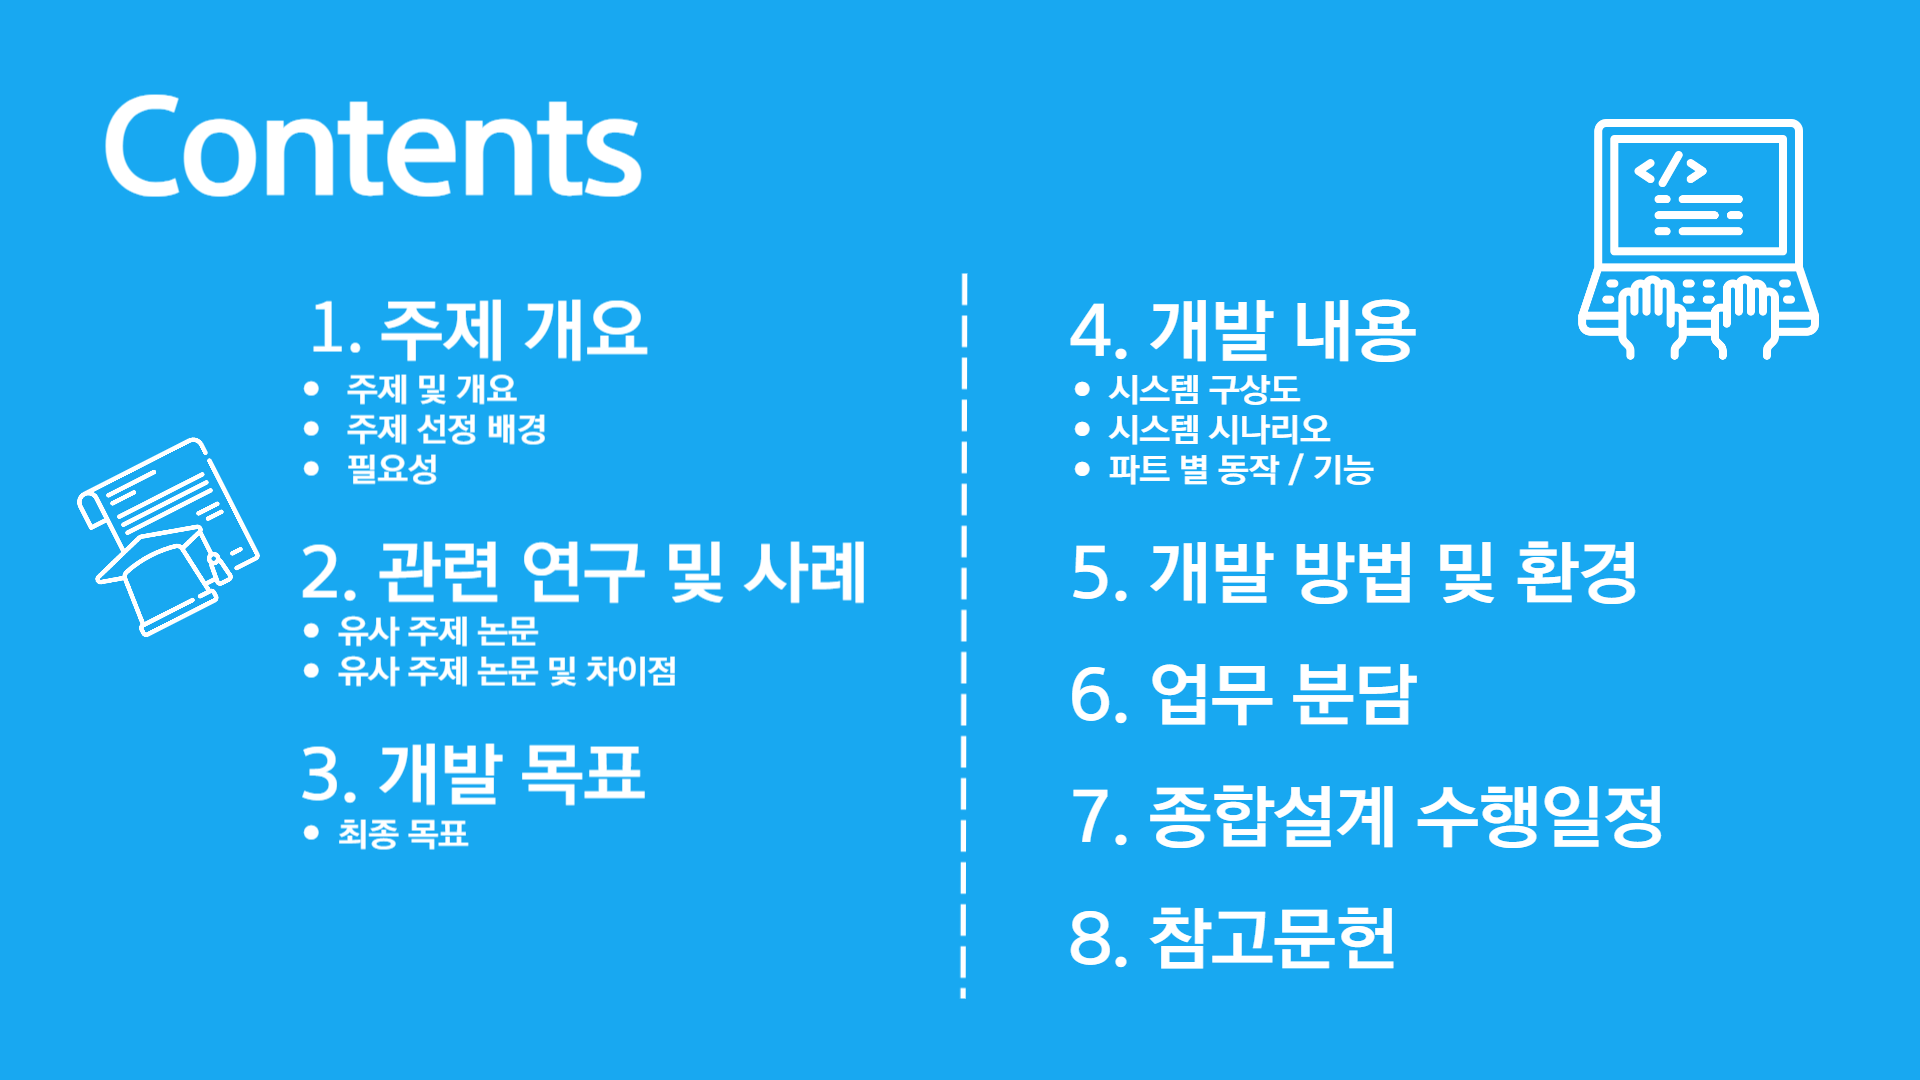 Contents
1. 주제 개요
• 주제 및 개요
• 주제 선정 배경
• 필요성
2. 관련 연구 및 사례
• 유사 주제 논문
• 유사 주제 논문 및 차이점
3. 개발 목표
• 최종 목표
4. 개발 내용
• 시스템 구상도
• 시스템 시나리오
• 파트 별 동작 / 기능
5. 개발 방법 및 환경
6. 업무 분담
7. 종합설계 수행일정
8. 참고문헌